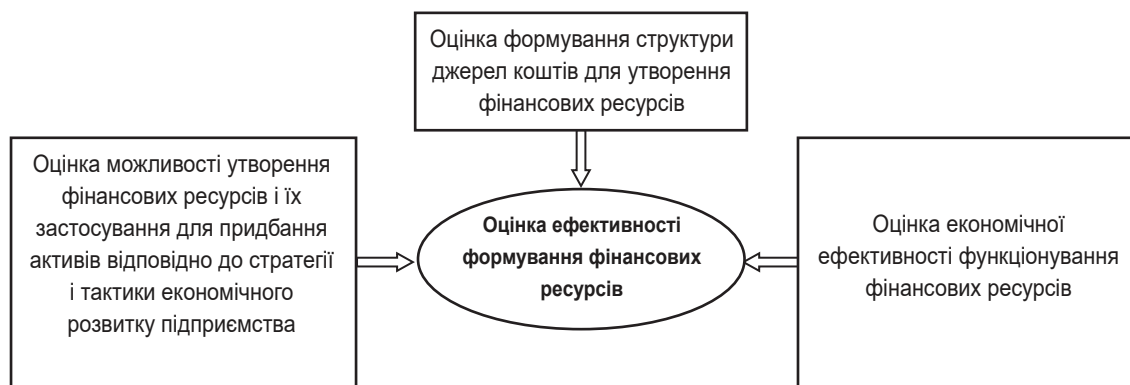 Оцінка формування структури
джерел коштів для утворення
фінансових ресурсів
Оцінка можливості утворення
фінансових ресурсів і їх
застосування для придбання
активів відповідно до стратегії
і тактики економічного
розвитку підприємства
Оцінка ефективності
формування фінансових
ресурсів
Оцінка економічної
ефективності функціонування
фінансових ресурсів